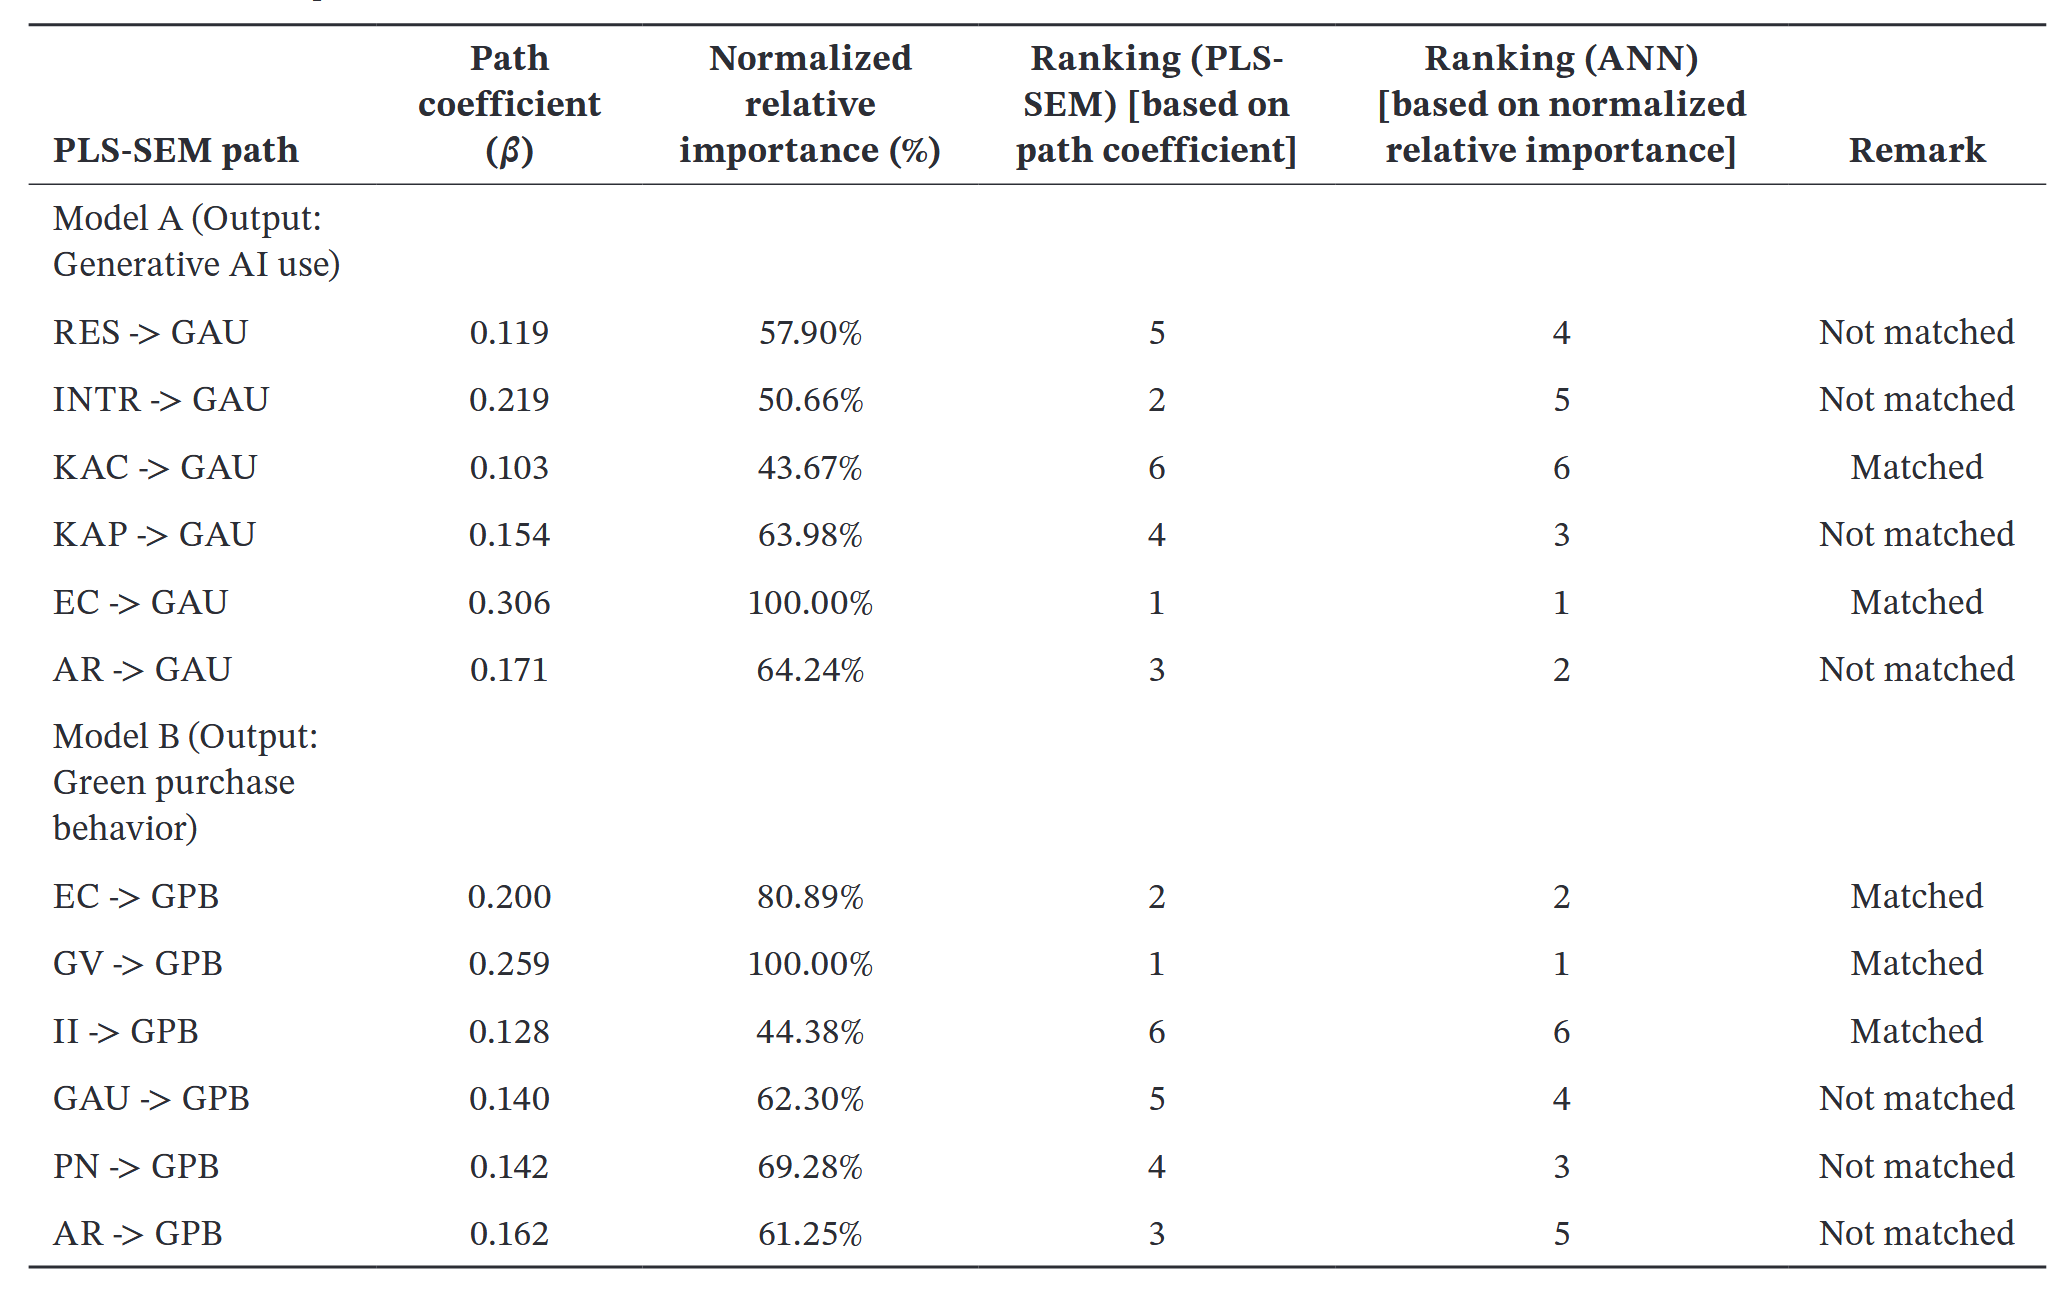 Path coefficient (β)
Normalized relative importance (%)
Ranking (PLS-SEM) [based on path coefficient]
Ranking (ANN) [based on normalized relative importance]
PLS-SEM path
Remark
Model A (Output:
Generative AI use)
RES -> GAU 0.119 57.90% 5 4 Not matched
INTR -> GAU 0.219 50.66% 2 5 Not matched
KAC -> GAU 0.103 43.67% 6 6 Matched
KAP -> GAU 0.154 63.98% 4 3 Not matched
EC -> GAU 0.306 100.00% 1 1 Matched
AR -> GAU 0.171 64.24% 3 2 Not matched
Model B (Output:
Green purchase
behavior)
EC -> GPB 0.200 80.89% 2 2 Matched
GV -> GPB 0.259 100.00% 1 1 Matched
II -> GPB 0.128 44.38% 6 6 Matched
GAU -> GPB 0.140 62.30% 5 4 Not matched
PN -> GPB 0.142 69.28% 4 3 Not matched
AR -> GPB 0.162 61.25% 3 5 Not matched